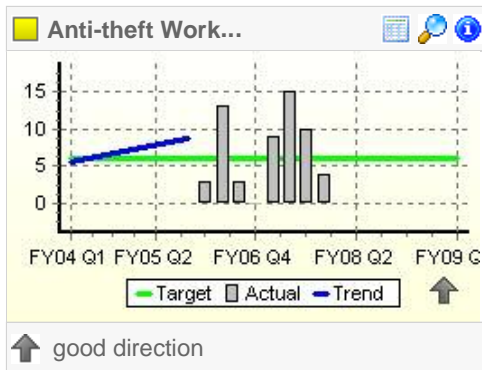 Anti-theft Work...
15
10
5
0
FY04 Q1 FY05 Q2 FY06 Q4 FY08 Q2 FY09 Q
Target Actual Trend
good direction